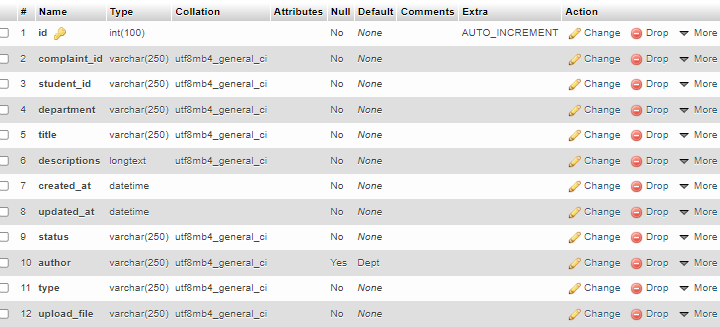 # Name Type Collation Attributes Null Default Comments Extra Action
1 id int(100) No None AUTO_INCREMENT Change Drop More
2 complaint_id varchar(250) utf8mb4_general_ci No None Change Drop More
3 student_id varchar(250) utf8mb4_general_ci No None Change Drop More
4 department varchar(250) utf8mb4_general_ci No None Change Drop More
5 title varchar(250) utf8mb4_general_ci No None Change Drop More
6 descriptions longtext utf8mb4_general_ci No None Change Drop More
7 created_at datetime No None Change Drop More
8 updated_at datetime No None Change Drop More
9 status varchar(250) utf8mb4_general_ci No None Change Drop More
10 author varchar(250) utf8mb4_general_ci Yes Dept Change Drop More
11 type varchar(250) utf8mb4_general_ci No None Change Drop More
12 upload_file varchar(250) utf8mb4_general_ci No None Change Drop More